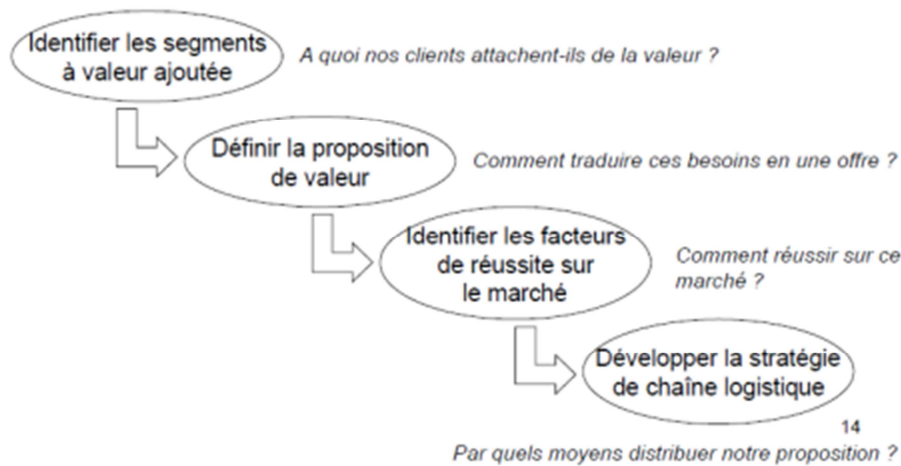 Identifier les segments
à valeur ajoutée
A quoi nos clients attachent-ils de la valeur ?
Définir la proposition
de valeur
Comment traduire ces besoins en une offre ?
Identifier les facteurs
de réussite sur
le marché
Comment réussir sur ce
marché ?
Développer la stratégie
de chaîne logistique
14
Par quels moyens distribuer notre proposition ?